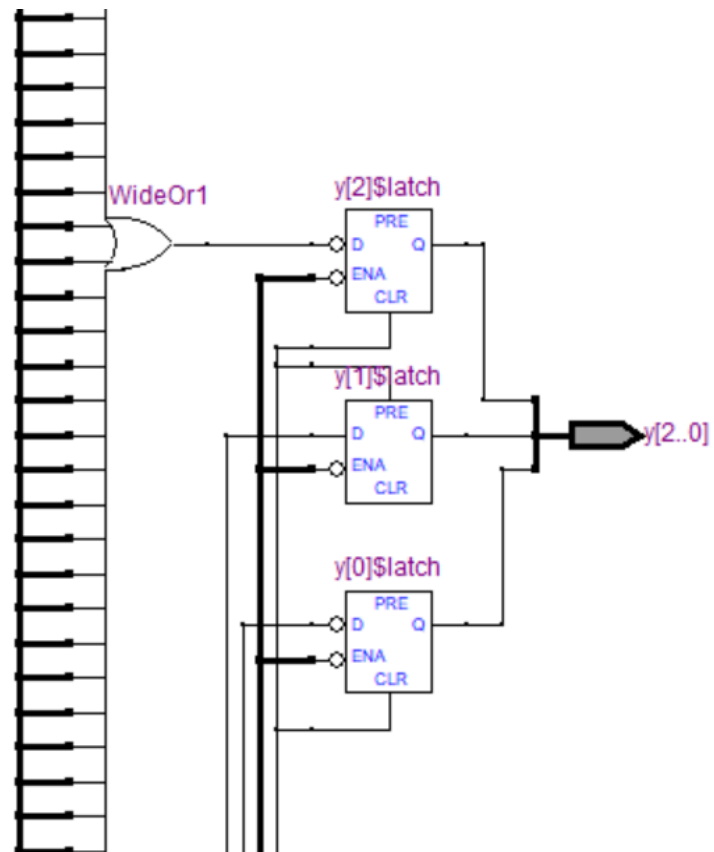 WideOr1
y[2]$latch
PRE
D Q
ENA
CLR
y[1]$latch
PRE
D Q
ENA
CLR
y[2..0]
y[0]$latch
PRE
D Q
ENA
CLR